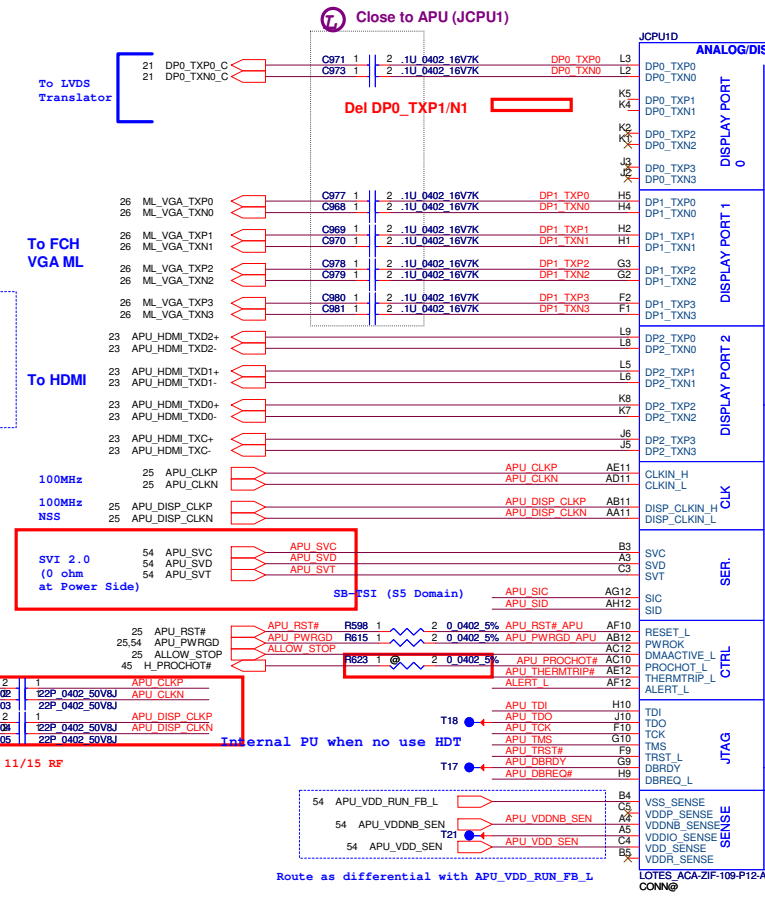 TL Close to APU (JCPU1)
JCPU1D
ANALOG/DIS
To LVDS
Translator
21 DP0_TXP0_C C971 1 2 .1U_0402_16V7K DP0_TXP0 L3 DP0_TXP0
21 DP0_TXN0_C C973 1 2 .1U_0402_16V7K DP0_TXN0 L2 DP0_TXN0
Del DP0_TXP1/N1
K5 DP0_TXP1
K4 DP0_TXN1
K2 DP0_TXP2
K1 DP0_TXN2
J3 DP0_TXP3
J2 DP0_TXN3
DISPLAY PORT 0
To FCH
VGA ML
26 ML_VGA_TXP0 C977 1 2 .1U_0402_16V7K DP1_TXP0 H5 DP1_TXP0
26 ML_VGA_TXN0 C968 1 2 .1U_0402_16V7K DP1_TXN0 H4 DP1_TXN0
26 ML_VGA_TXP1 C969 1 2 .1U_0402_16V7K DP1_TXP1 H2 DP1_TXP1
26 ML_VGA_TXN1 C970 1 2 .1U_0402_16V7K DP1_TXN1 H1 DP1_TXN1
26 ML_VGA_TXP2 C978 1 2 .1U_0402_16V7K DP1_TXP2 G3 DP1_TXP2
26 ML_VGA_TXN2 C979 1 2 .1U_0402_16V7K DP1_TXN2 G2 DP1_TXN2
26 ML_VGA_TXP3 C980 1 2 .1U_0402_16V7K DP1_TXP3 F2 DP1_TXP3
26 ML_VGA_TXN3 C981 1 2 .1U_0402_16V7K DP1_TXN3 F1 DP1_TXN3
DISPLAY PORT 1
To HDMI
23 APU_HDMI_TXD2+ L9 DP2_TXP0
23 APU_HDMI_TXD2- L8 DP2_TXN0
23 APU_HDMI_TXD1+ L5 DP2_TXP1
23 APU_HDMI_TXD1- L6 DP2_TXN1
23 APU_HDMI_TXD0+ K8 DP2_TXP2
23 APU_HDMI_TXD0- K7 DP2_TXN2
23 APU_HDMI_TXC+ J6 DP2_TXP3
23 APU_HDMI_TXC- J5 DP2_TXN3
DISPLAY PORT 2
100MHz
25 APU_CLKP APU_CLKP AE11 CLKIN_H
25 APU_CLKN APU_CLKN AD11 CLKIN_L
100MHz
NSS
25 APU_DISP_CLKP APU_DISP_CLKP AB11 DISP_CLKIN_H
25 APU_DISP_CLKN APU_DISP_CLKN AA11 DISP_CLKIN_L
CLK
SVI 2.0
(0 ohm
at Power Side)
54 APU_SVC APU_SVC B3 SVC
54 APU_SVD APU_SVD A3 SVD
54 APU_SVT APU_SVT C3 SVT
SB-TSI (S5 Domain)
APU_SIC AG12 SIC
APU_SID AH12 SID
SER.
25 APU_RST# APU_RST# R598 1 2 0_0402_5% APU_RST#_APU AF10 RESET_L
25,54 APU_PWRGD APU_PWRGD R615 1 2 0_0402_5% APU_PWRGD_APU AB12 PWROK
25 ALLOW_STOP ALLOW_STOP AC12 DMAACTIVE_L
45 H_PROCHOT# R623 1 @ 2 0_0402_5% APU_PROCHOT# AC10 PROCHOT_L
APU_THERMTRIP# AE12 THERMTRIP_L
ALERT_L AF12 ALERT_L
CTRL
2 1 APU_CLKP
22P_0402_50V8J APU_CLKN
03 22P_0402_50V8J
2 1 APU_DISP_CLKP
22P_0402_50V8J APU_DISP_CLKN
05 22P_0402_50V8J
11/15 RF
Internal PU when no use HDT
APU_TDI H10 TDI
T18 APU_TDO J10 TDO
APU_TCK F10 TCK
APU_TMS G10 TMS
APU_TRST# F9 TRST_L
T17 APU_DBRDY G9 DBRDY
APU_DBREQ# H9 DBREQ_L
JTAG
54 APU_VDD_RUN_FB_L B4 VSS_SENSE
C5 VDDP_SENSE
54 APU_VDDNB_SEN APU_VDDNB_SEN A4 VDDNB_SENSE
T21 A5 VDDIO_SENSE
54 APU_VDD_SEN APU_VDD_SEN C4 VDD_SENSE
B5 VDDR_SENSE
SENSE
Route as differential with APU_VDD_RUN_FB_L
LOTES_ACA-ZIF-109-P12-A
CONN@